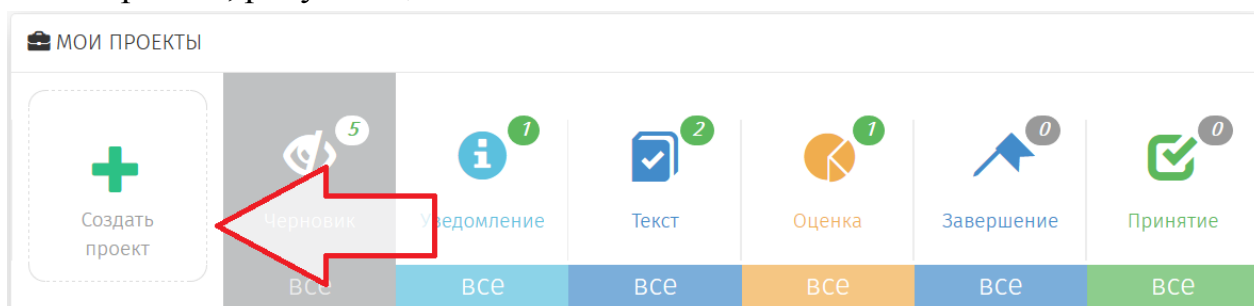 МОИ ПРОЕКТЫ
5 1 2 1 0 0
Создать проект
Черновик Уведомление Текст Оценка Завершение Принятие
все все все все все все